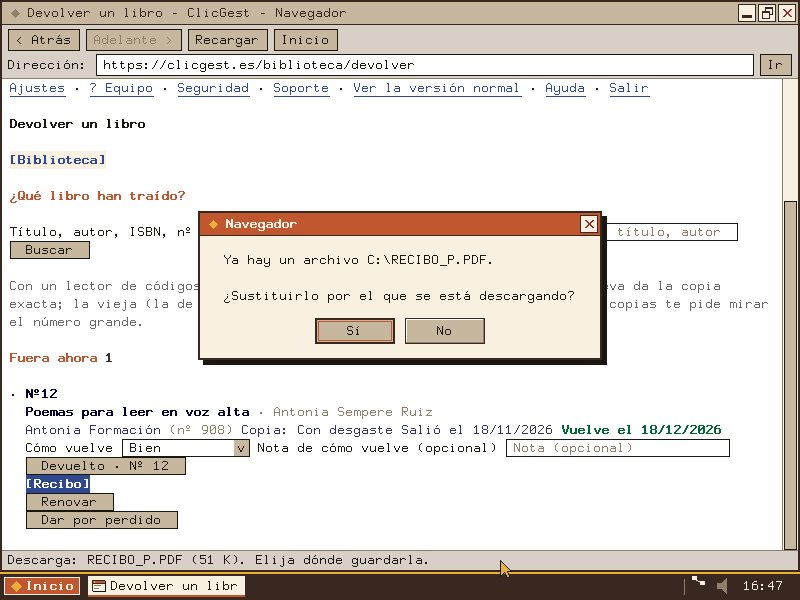 Devolver un libro - ClicGest - Navegador
< Atrás Adelante > Recargar Inicio
Dirección: https://clicgest.es/biblioteca/devolver Ir
Ajustes · ? Equipo · Seguridad · Soporte · Ver la versión normal · Ayuda · Salir
Devolver un libro
[Biblioteca]
¿Qué libro han traído?
Título, autor, ISBN, nº título, autor
Buscar
Navegador
Ya hay un archivo C:\RECIBO_P.PDF.
¿Sustituirlo por el que se está descargando?
Sí No
Con un lector de códigos va da la copia
exacta; la vieja (la de copias te pide mirar
el número grande.
Fuera ahora 1
· Nº12
Poemas para leer en voz alta · Antonia Sempere Ruiz
Antonia Formación (nº 908) Copia: Con desgaste Salió el 18/11/2026 Vuelve el 18/12/2026
Cómo vuelve Bien v Nota de cómo vuelve (opcional) Nota (opcional)
Devuelto · Nº 12
[Recibo]
Renovar
Dar por perdido
Descarga: RECIBO_P.PDF (51 K). Elija dónde guardarla.
Inicio Devolver un libr 16:47